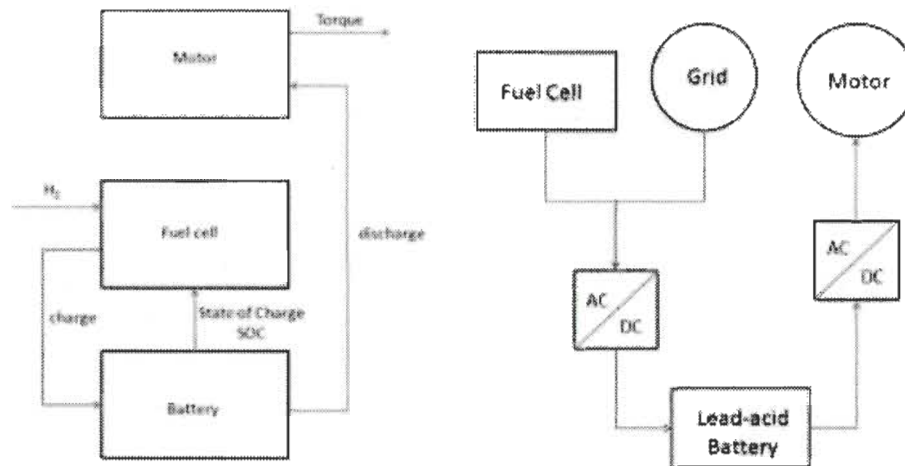 Torque
Motor
H₂
Fuel cell
discharge
charge
State of Charge
SOC
Battery
Fuel Cell
Grid
Motor
AC
DC
AC
DC
Lead-acid
Battery